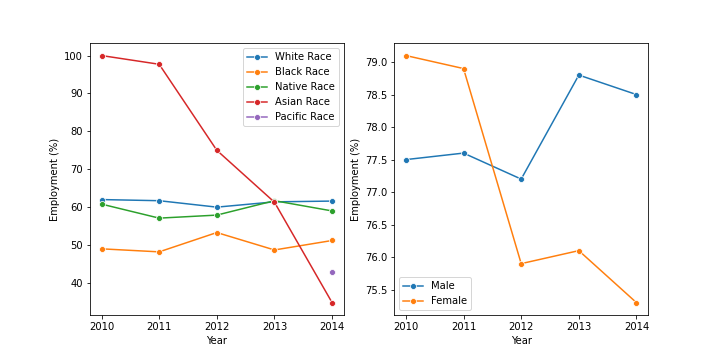 Employment (%)
100
90
80
70
60
50
40
2010 2011 2012 2013 2014
Year
White Race
Black Race
Native Race
Asian Race
Pacific Race
Employment (%)
79.0
78.5
78.0
77.5
77.0
76.5
76.0
75.5
2010 2011 2012 2013 2014
Year
Male
Female